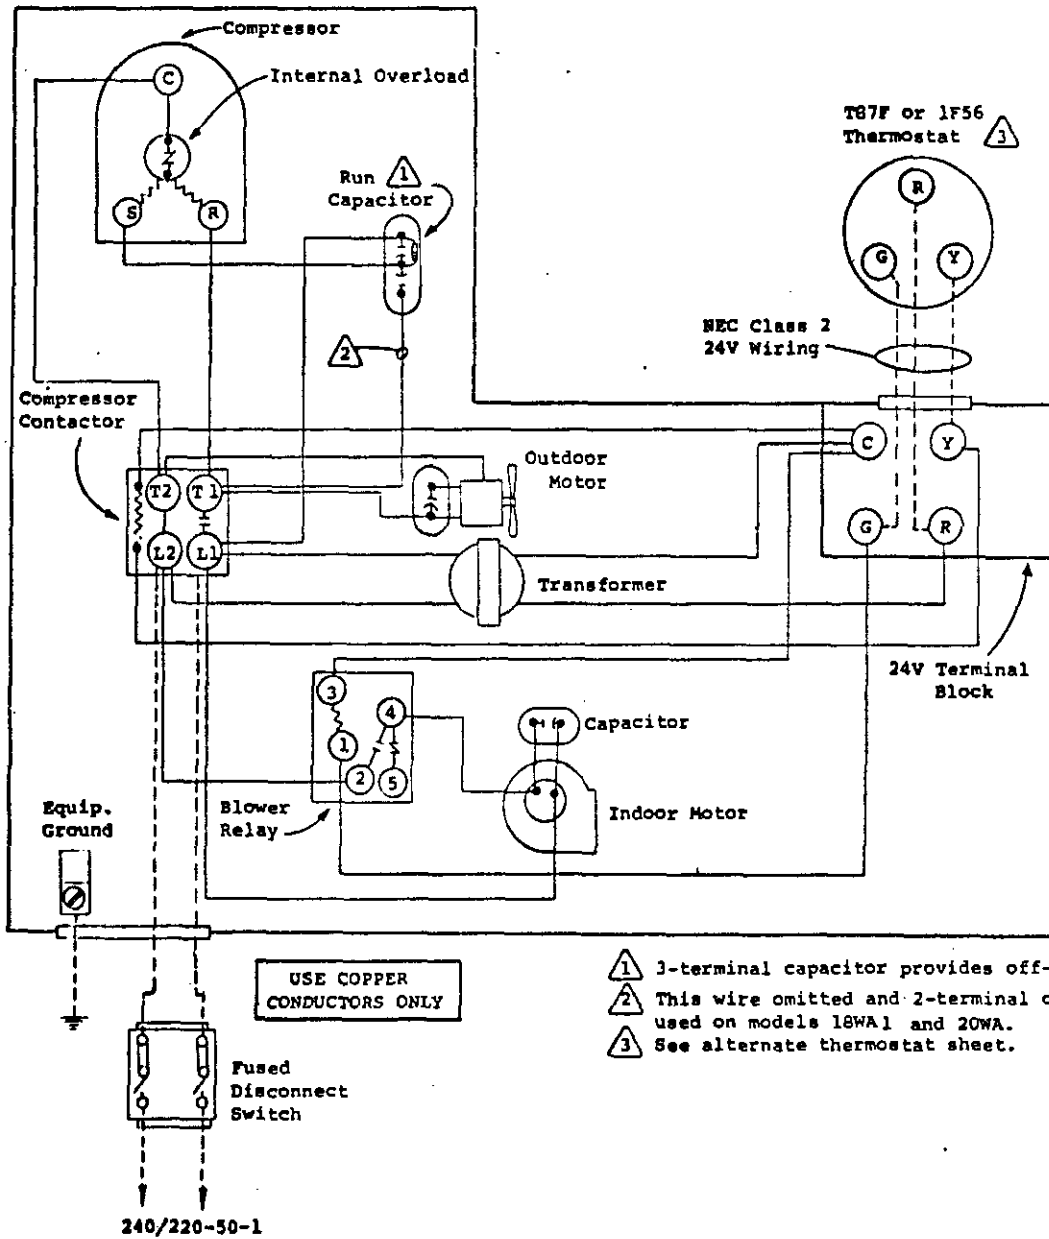 Compressor
C
Internal Overload
S
R
Run 1
Capacitor
2
T87F or 1F56
Thermostat 3
R
G
Y
NEC Class 2
24V Wiring
Compressor
Contactor
C
Y
T2
T1
Outdoor
Motor
G
R
L2
L1
Transformer
24V Terminal
Block
3
4
1
2
5
Capacitor
Blower
Relay
Indoor Motor
Equip.
Ground
USE COPPER
CONDUCTORS ONLY
1 3-terminal capacitor provides off-
2 This wire omitted and 2-terminal c
used on models 18WA1 and 20WA.
3 See alternate thermostat sheet.
Fused
Disconnect
Switch
240/220-50-1